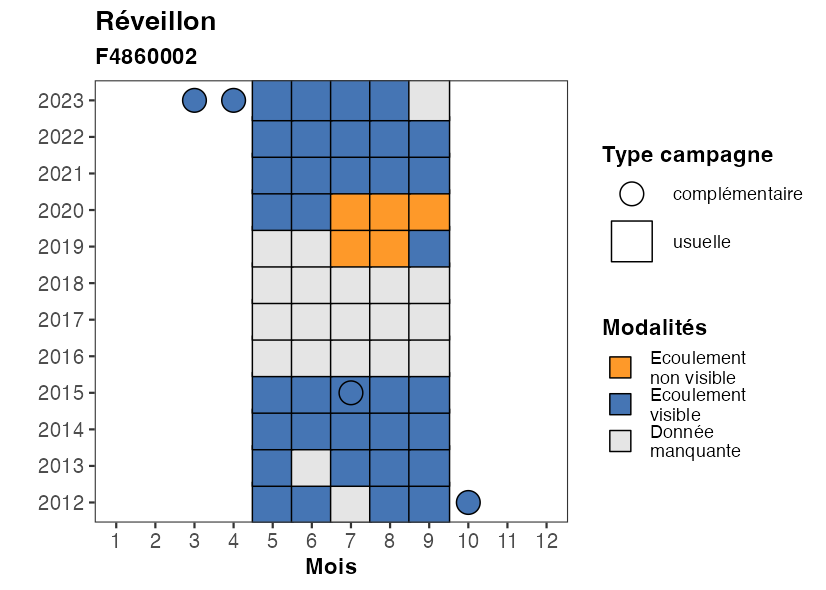 Réveillon
F4860002
2023
2022
2021
2020
2019
2018
2017
2016
2015
2014
2013
2012
1 2 3 4 5 6 7 8 9 10 11 12
Mois
Type campagne
complémentaire
usuelle
Modalités
Ecoulement
non visible
Ecoulement
visible
Donnée
manquante